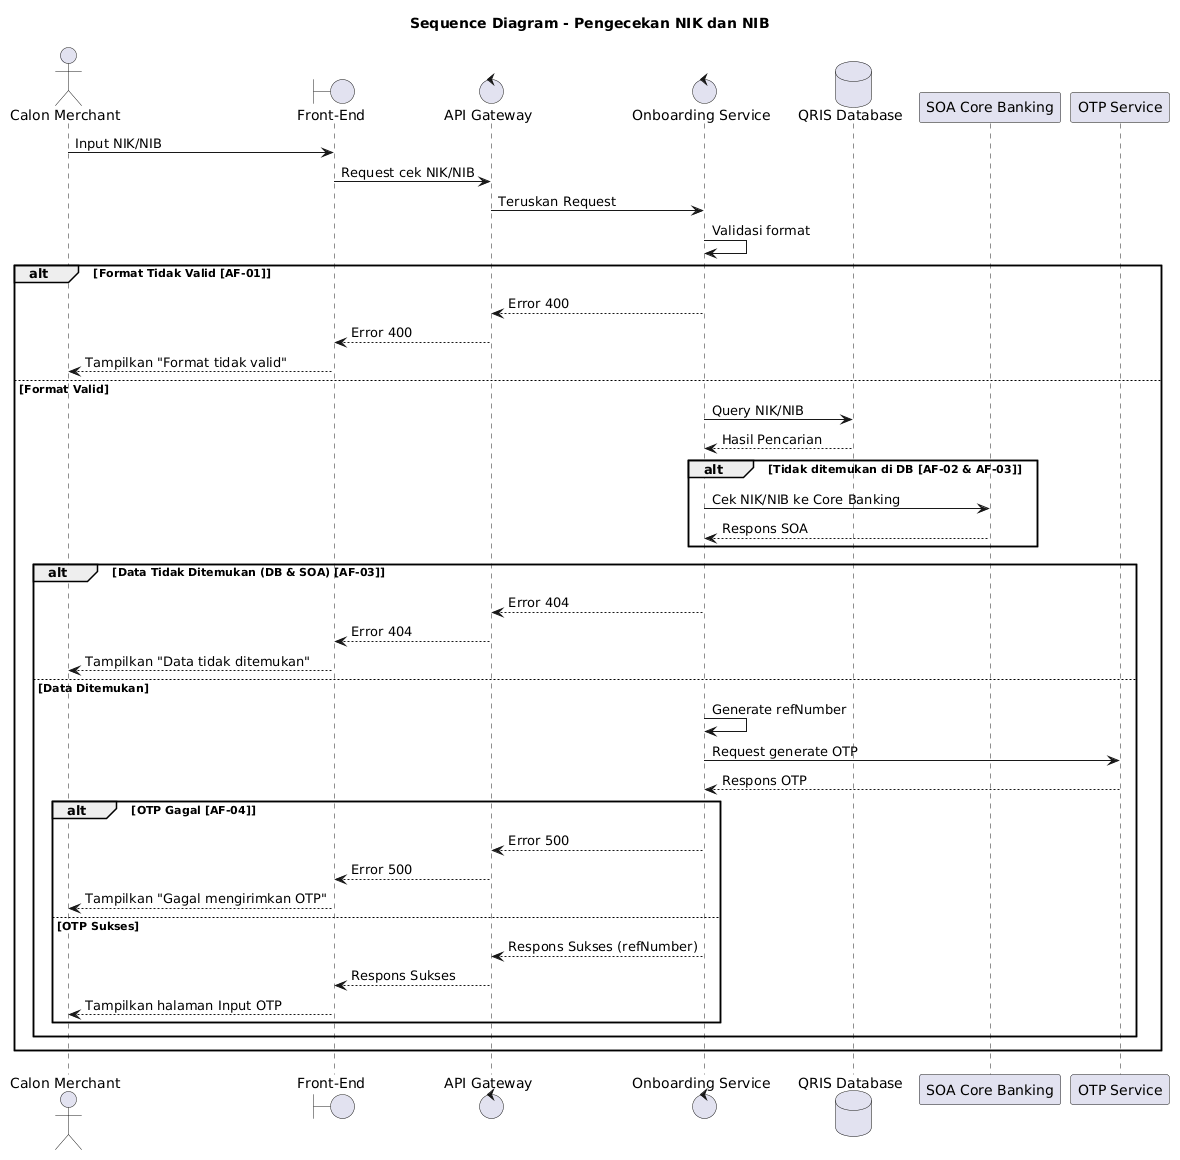 Sequence Diagram - Pengecekan NIK dan NIB
Calon Merchant
Front-End
API Gateway
Onboarding Service
QRIS Database
SOA Core Banking
OTP Service
Input NIK/NIB
Request cek NIK/NIB
Teruskan Request
Validasi format
alt [Format Tidak Valid [AF-01]]
Error 400
Error 400
Tampilkan "Format tidak valid"
[Format Valid]
Query NIK/NIB
Hasil Pencarian
alt [Tidak ditemukan di DB [AF-02 & AF-03]]
Cek NIK/NIB ke Core Banking
Respons SOA
alt [Data Tidak Ditemukan (DB & SOA) [AF-03]]
Error 404
Error 404
Tampilkan "Data tidak ditemukan"
[Data Ditemukan]
Generate refNumber
Request generate OTP
Respons OTP
alt [OTP Gagal [AF-04]]
Error 500
Error 500
Tampilkan "Gagal mengirimkan OTP"
[OTP Sukses]
Respons Sukses (refNumber)
Respons Sukses
Tampilkan halaman Input OTP
Calon Merchant
Front-End
API Gateway
Onboarding Service
QRIS Database
SOA Core Banking
OTP Service